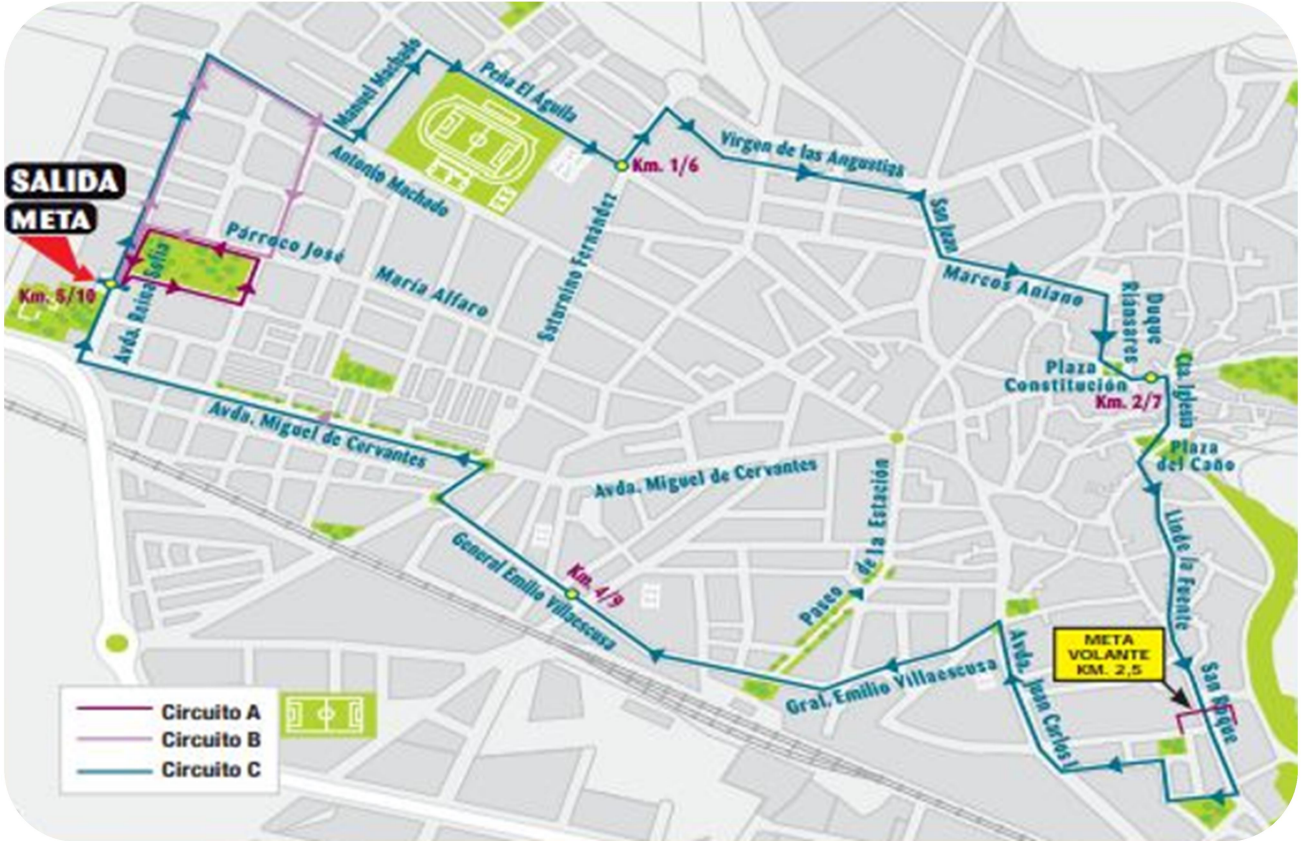 Manuel Machado
Peña El Águila
Antonio Machado
Km. 1/6
Virgen de las Angustias
San Juan
SALIDA
META
Km. 5/10
Avda. Reina Sofía
Párroco José
María Alfaro
Saturnino Fernández
Marcos Aniano
Duque
Riánsares
Plaza
Constitución
Km. 2/7
Cta. Iglesia
Plaza
del Caño
Avda. Miguel de Cervantes
Avda. Miguel de Cervantes
Paseo
de la Estación
General Emilio Villaescusa
Km. 4/9
Linde la Fuente
META
VOLANTE
KM. 2,5
San Roque
Gral. Emilio Villaescusa
Avda. Juan Carlos I
Circuito A
Circuito B
Circuito C